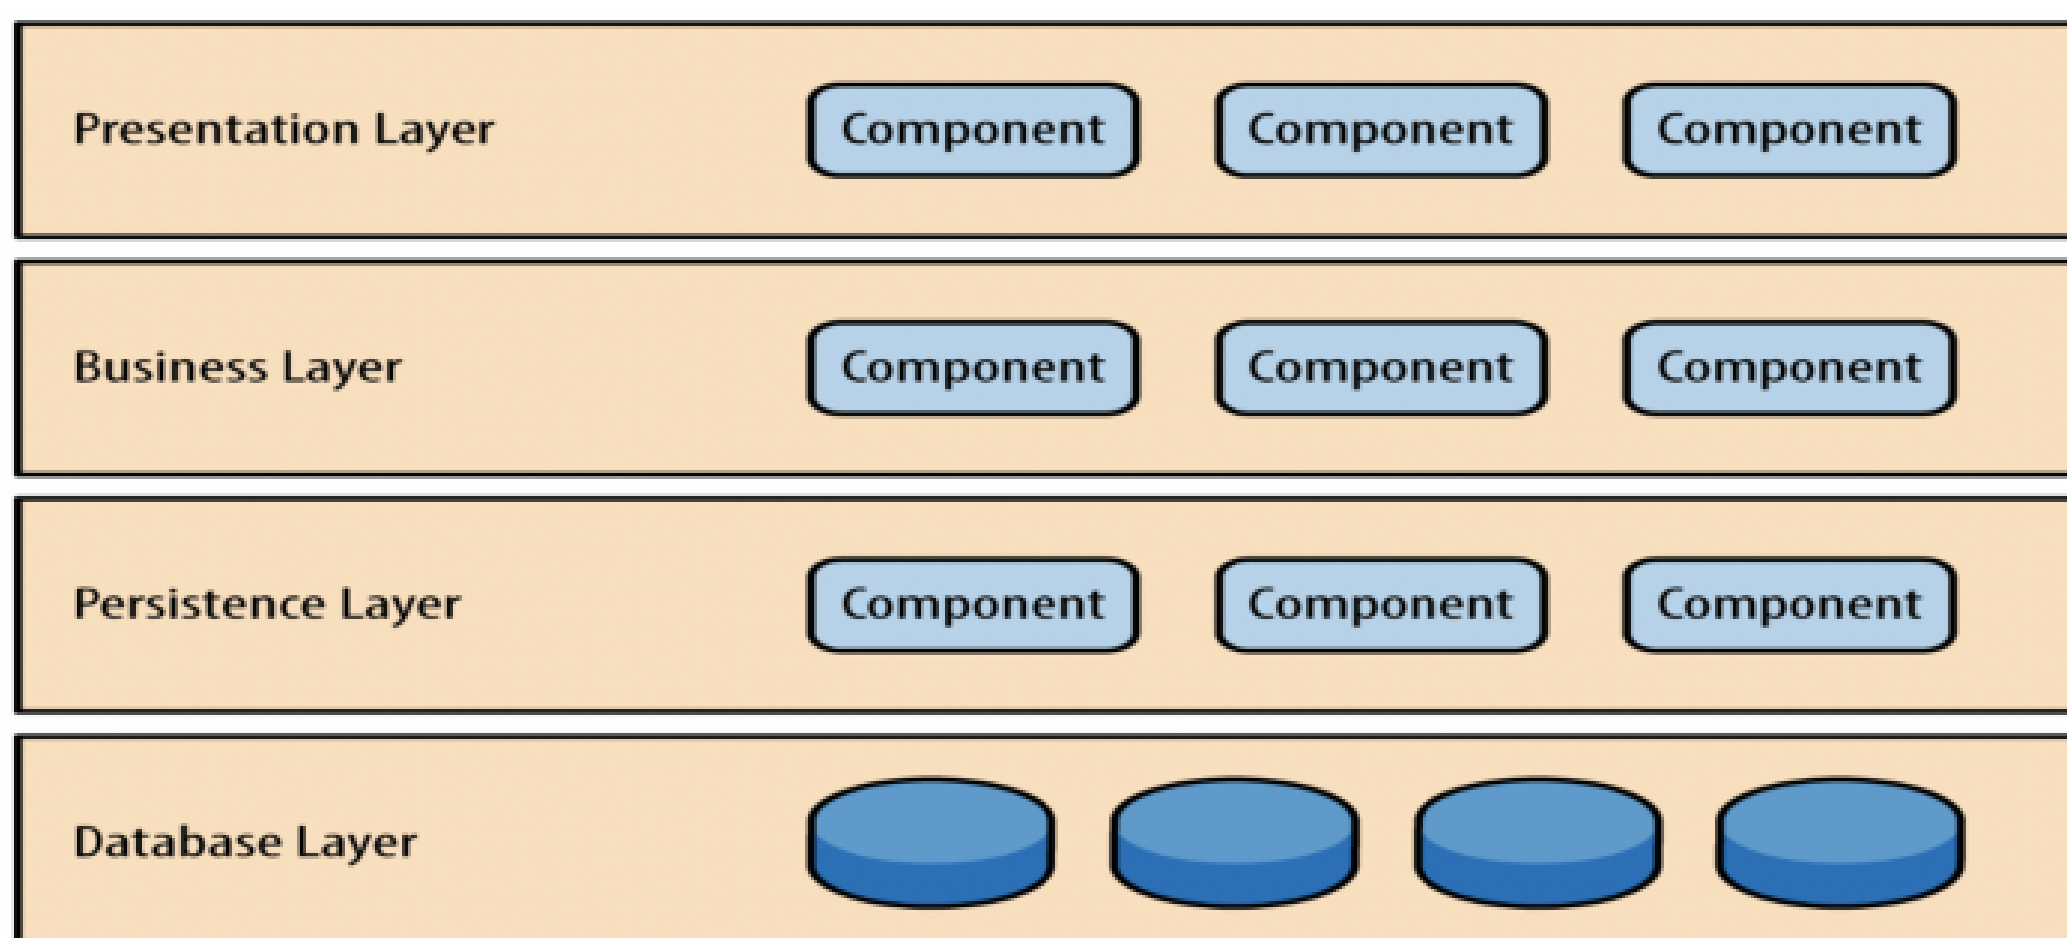 Presentation Layer Component Component Component
Business Layer Component Component Component
Persistence Layer Component Component Component
Database Layer